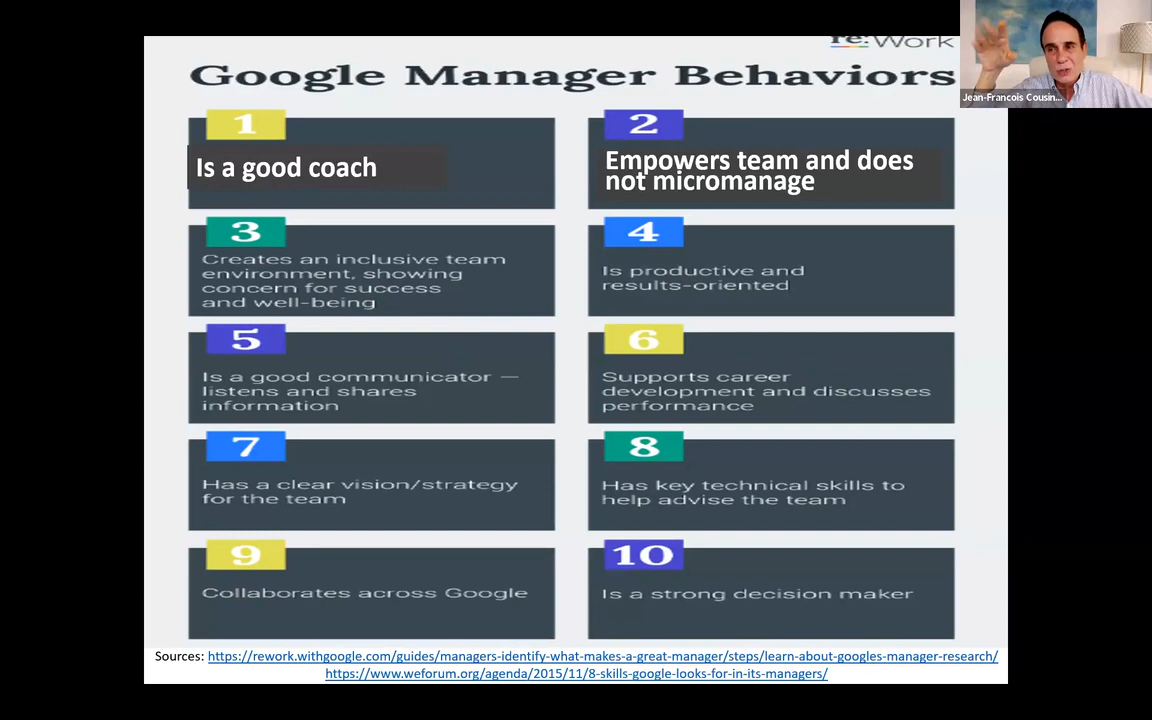 re:Work
Google Manager Behaviors
Jean-Francois Cousin...
1
Is a good coach
2
Empowers team and does
not micromanage
3
Creates an inclusive team
environment, showing
concern for success
and well-being
4
Is productive and
results-oriented
5
Is a good communicator —
listens and shares
information
6
Supports career
development and discusses
performance
7
Has a clear vision/strategy
for the team
8
Has key technical skills to
help advise the team
9
Collaborates across Google
10
Is a strong decision maker
Sources: https://rework.withgoogle.com/guides/managers-identify-what-makes-a-great-manager/steps/learn-about-googles-manager-research/
https://www.weforum.org/agenda/2015/11/8-skills-google-looks-for-in-its-managers/